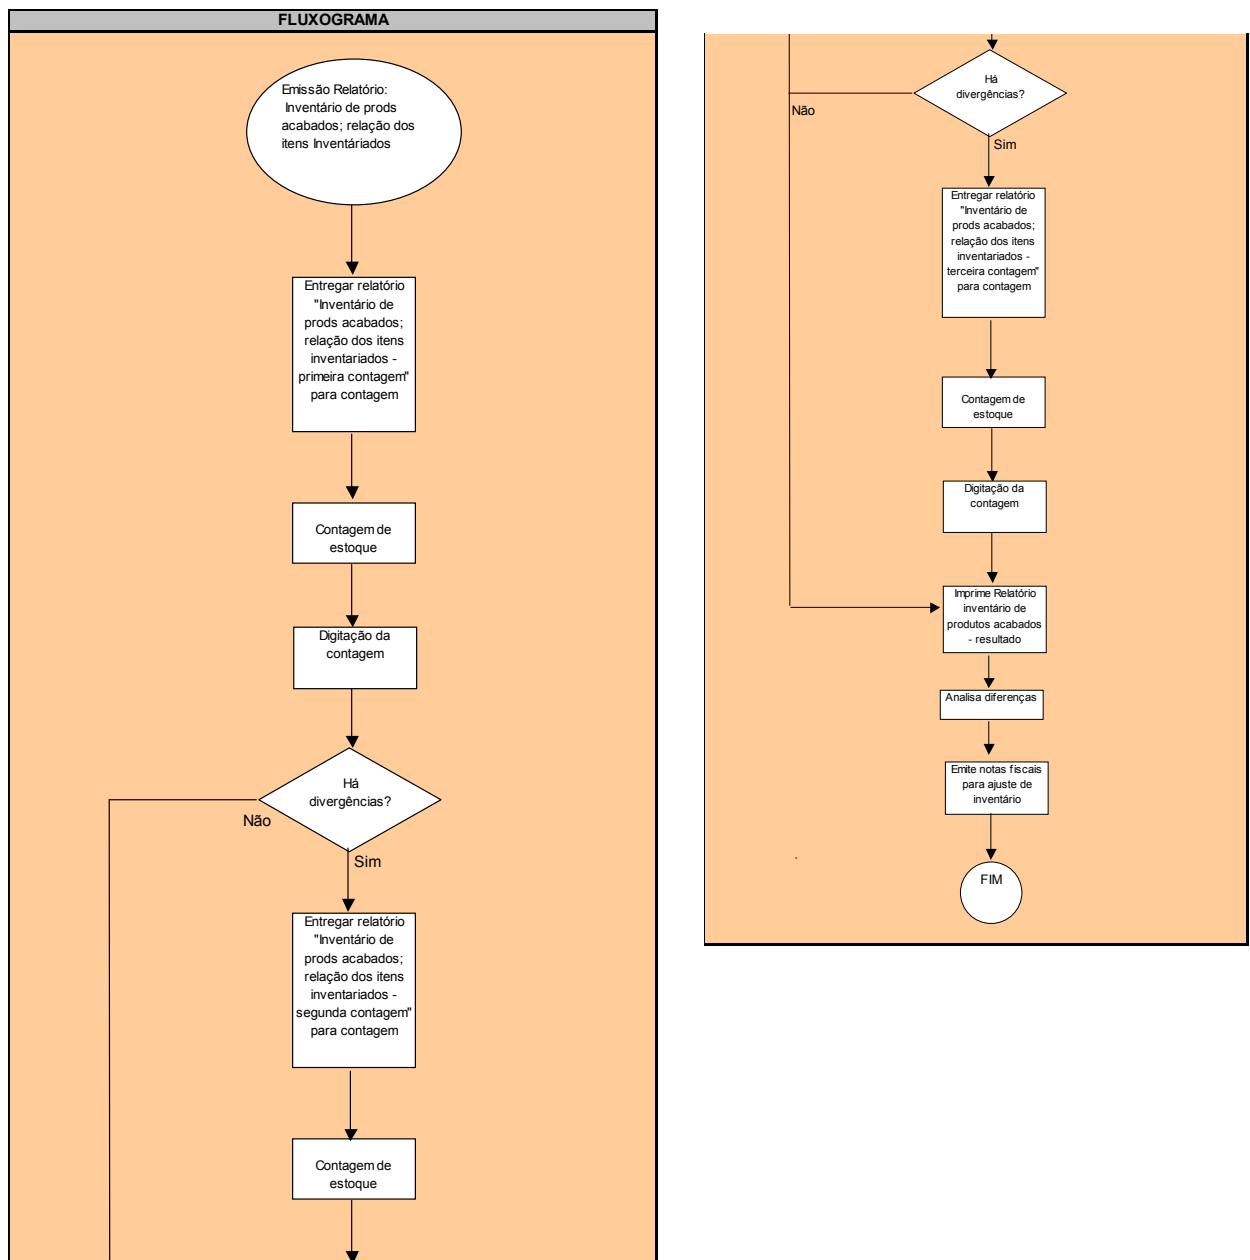 FLUXOGRAMA
Emissão Relatório:
Inventário de prods
acabados; relação dos
itens Inventáriados
Entregar relatório
"Inventário de
prods acabados;
relação dos itens
inventariados -
primeira contagem"
para contagem
Contagem de
estoque
Digitação da
contagem
Há
divergências?
Não
Sim
Entregar relatório
"Inventário de
prods acabados;
relação dos itens
inventariados -
segunda contagem"
para contagem
Contagem de
estoque
Há
divergências?
Não
Sim
Entregar relatório
"Inventário de
prods acabados;
relação dos itens
inventariados -
terceira contagem"
para contagem
Contagem de
estoque
Digitação da
contagem
Imprime Relatório
inventário de
produtos acabados
- resultado
Analisa diferenças
Emite notas fiscais
para ajuste de
inventário
FIM